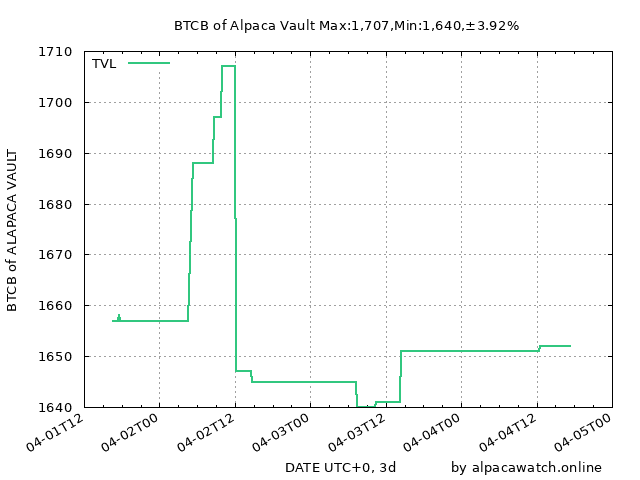 BTCB of Alpaca Vault Max:1,707,Min:1,640,±3.92%
TVL
1710
1700
1690
1680
1670
1660
1650
1640
BTCB of ALAPACA VAULT
04-01T12
04-02T00
04-02T12
04-03T00
04-03T12
04-04T00
04-04T12
04-05T00
DATE UTC+0, 3d
by alpacawatch.online